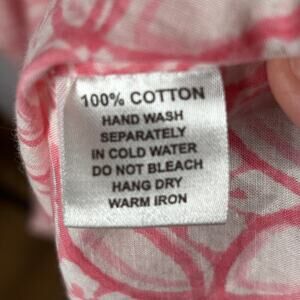 100% COTTON
HAND WASH
SEPARATELY
IN COLD WATER
DO NOT BLEACH
HANG DRY
WARM IRON